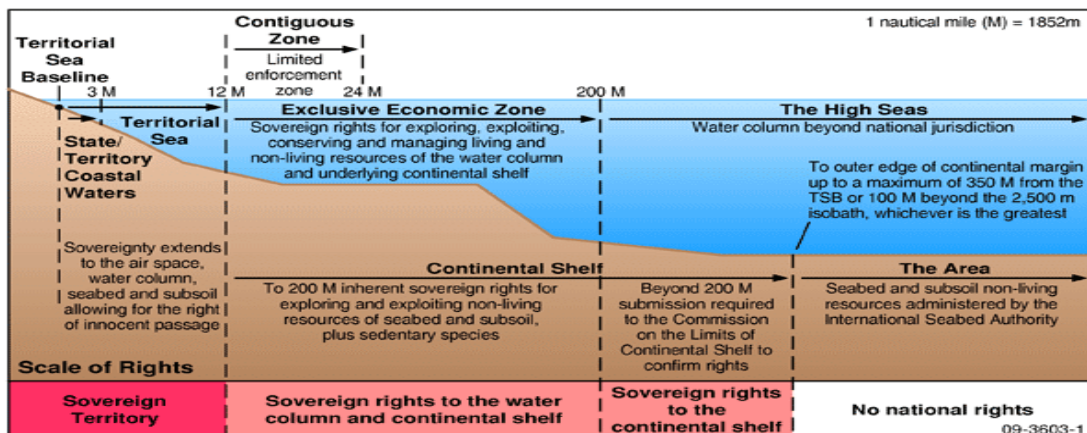 Contiguous
Zone
Limited
enforcement
zone
1 nautical mile (M) = 1852m
Territorial
Sea
Baseline
3 M
12 M
24 M
200 M
Territorial
Sea
State/
Territory
Coastal
Waters
Exclusive Economic Zone
Sovereign rights for exploring, exploiting,
conserving and managing living and
non-living resources of the water column
and underlying continental shelf
The High Seas
Water column beyond national jurisdiction
To outer edge of continental margin
up to a maximum of 350 M from the
TSB or 100 M beyond the 2,500 m
isobath, whichever is the greatest
Sovereignty extends
to the air space,
water column,
seabed and subsoil
allowing for the right
of innocent passage
Continental Shelf
To 200 M inherent sovereign rights for
exploring and exploiting non-living
resources of seabed and subsoil,
plus sedentary species
Beyond 200 M
submission required
to the Commission
on the Limits of
Continental Shelf to
confirm rights
The Area
Seabed and subsoil non-living
resources administered by the
International Seabed Authority
Scale of Rights
Sovereign
Territory
Sovereign rights to the water
column and continental shelf
Sovereign rights
to the
continental shelf
No national rights
09-3603-1